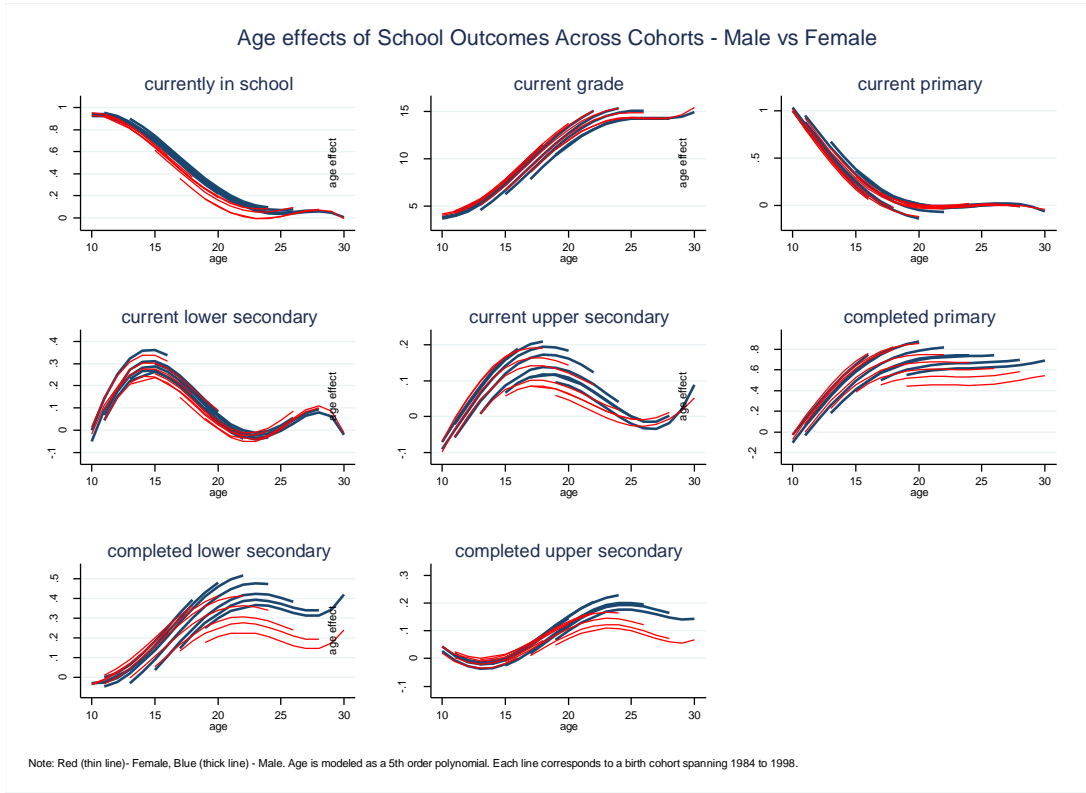 Age effects of School Outcomes Across Cohorts - Male vs Female
currently in school
1
.8
.6
.4
.2
0
10 15 20 25 30
age
current grade
age effect
15
10
5
10 15 20 25 30
age
current primary
age effect
1
.5
0
10 15 20 25 30
age
current lower secondary
.4
.3
.2
.1
0
-.1
10 15 20 25 30
age
current upper secondary
age effect
.2
.1
0
-.1
10 15 20 25 30
age
completed primary
age effect
.8
.6
.4
.2
0
-.2
10 15 20 25 30
age
completed lower secondary
.5
.4
.3
.2
.1
0
10 15 20 25 30
age
completed upper secondary
age effect
.3
.2
.1
0
-.1
10 15 20 25 30
age
Note: Red (thin line)- Female, Blue (thick line) - Male. Age is modeled as a 5th order polynomial. Each line corresponds to a birth cohort spanning 1984 to 1998.